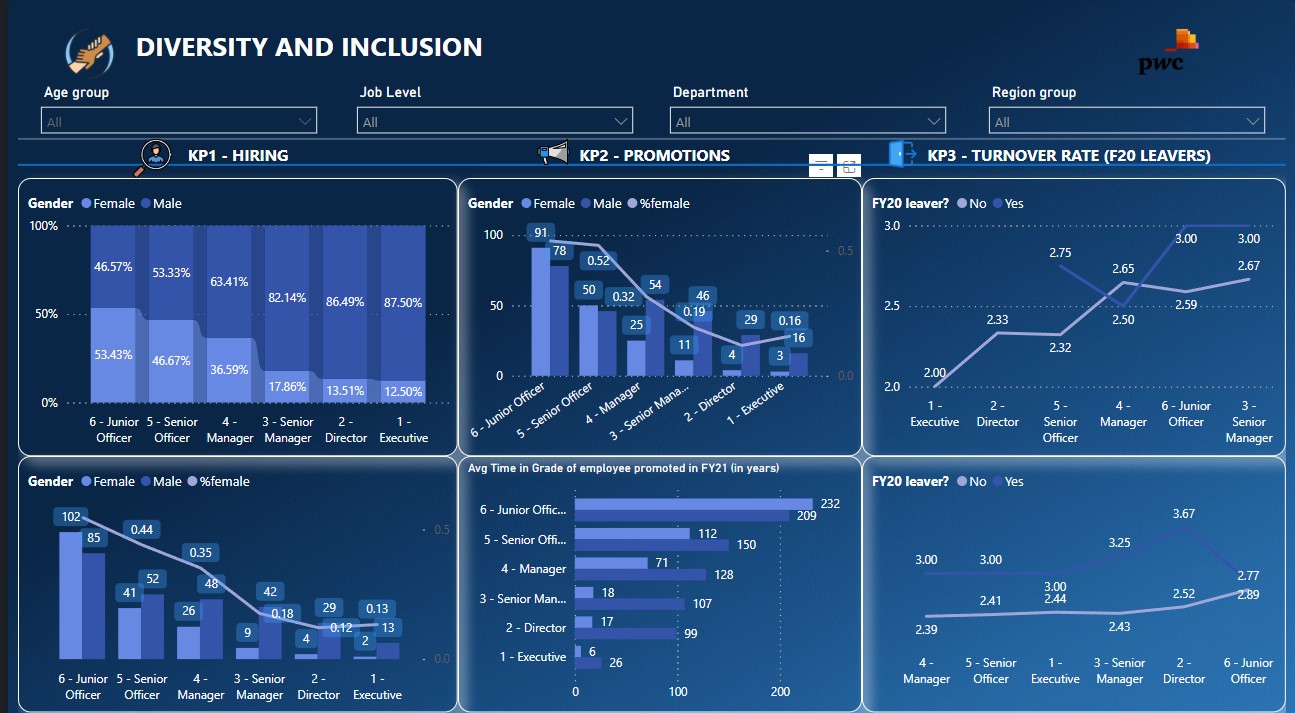 DIVERSITY AND INCLUSION
pwc
Age group
Job Level
Department
Region group
All
All
All
All
KP1 - HIRING
KP2 - PROMOTIONS
KP3 - TURNOVER RATE (F20 LEAVERS)
Gender Female Male
100%
50%
0%
46.57%
53.33%
63.41%
82.14%
86.49%
87.50%
53.43%
46.67%
36.59%
17.86%
13.51%
12.50%
6 - Junior Officer
5 - Senior Officer
4 - Manager
3 - Senior Manager
2 - Director
1 - Executive
Gender Female Male %female
100
50
0
0.5
0.0
91
78
0.52
50
0.32
54
25
46
0.19
11
29
4
0.16
16
3
6 - Junior Officer
5 - Senior Officer
4 - Manager
3 - Senior Mana...
2 - Director
1 - Executive
FY20 leaver? No Yes
3.0
2.5
2.0
2.75
2.65
3.00
3.00
2.67
2.33
2.32
2.50
2.59
2.00
1 - Executive
2 - Director
5 - Senior Officer
4 - Manager
6 - Junior Officer
3 - Senior Manager
Gender Female Male %female
0.5
0.0
102
85
0.44
41
52
0.35
26
48
42
0.18
9
29
0.12
4
0.13
13
2
6 - Junior Officer
5 - Senior Officer
4 - Manager
3 - Senior Manager
2 - Director
1 - Executive
Avg Time in Grade of employee promoted in FY21 (in years)
6 - Junior Offic...
232
209
5 - Senior Offi...
112
150
4 - Manager
71
128
3 - Senior Man...
18
107
2 - Director
17
99
1 - Executive
6
26
0
100
200
FY20 leaver? No Yes
3.67
3.25
3.00
3.00
3.00
2.77
2.39
2.41
2.44
2.43
2.52
2.89
4 - Manager
5 - Senior Officer
1 - Executive
3 - Senior Manager
2 - Director
6 - Junior Officer